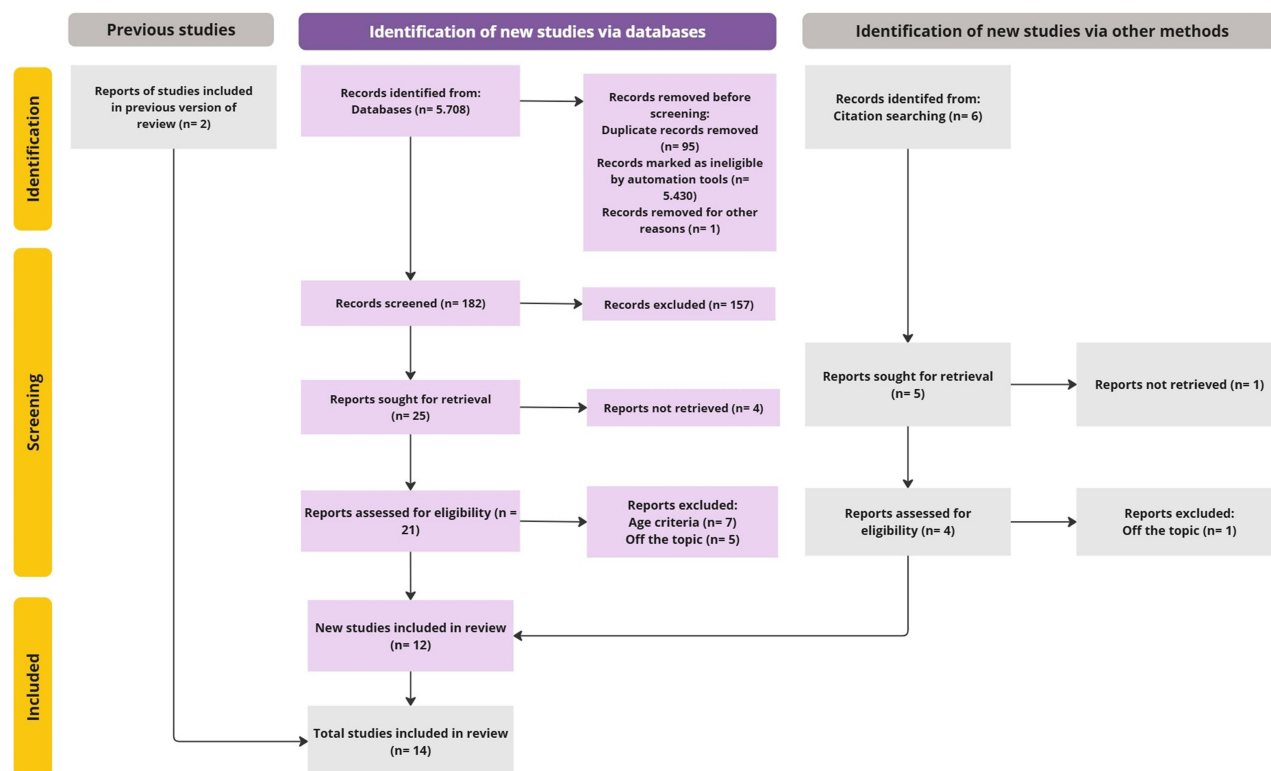 Previous studies
Identification of new studies via databases
Identification of new studies via other methods
Identification
Reports of studies included
in previous version of
review (n= 2)
Records identified from:
Databases (n= 5.708)
Records removed before
screening:
Duplicate records removed
(n= 95)
Records marked as ineligible
by automation tools (n=
5.430)
Records removed for other
reasons (n= 1)
Records identifed from:
Citation searching (n= 6)
Screening
Records screened (n= 182)
Records excluded (n= 157)
Reports sought for retrieval
(n= 25)
Reports not retrieved (n= 4)
Reports sought for retrieval
(n= 5)
Reports not retrieved (n= 1)
Reports assessed for eligibility (n =
21)
Reports excluded:
Age criteria (n= 7)
Off the topic (n= 5)
Reports assessed for
eligibility (n= 4)
Reports excluded:
Off the topic (n= 1)
Included
New studies included in review
(n= 12)
Total studies included in review
(n= 14)